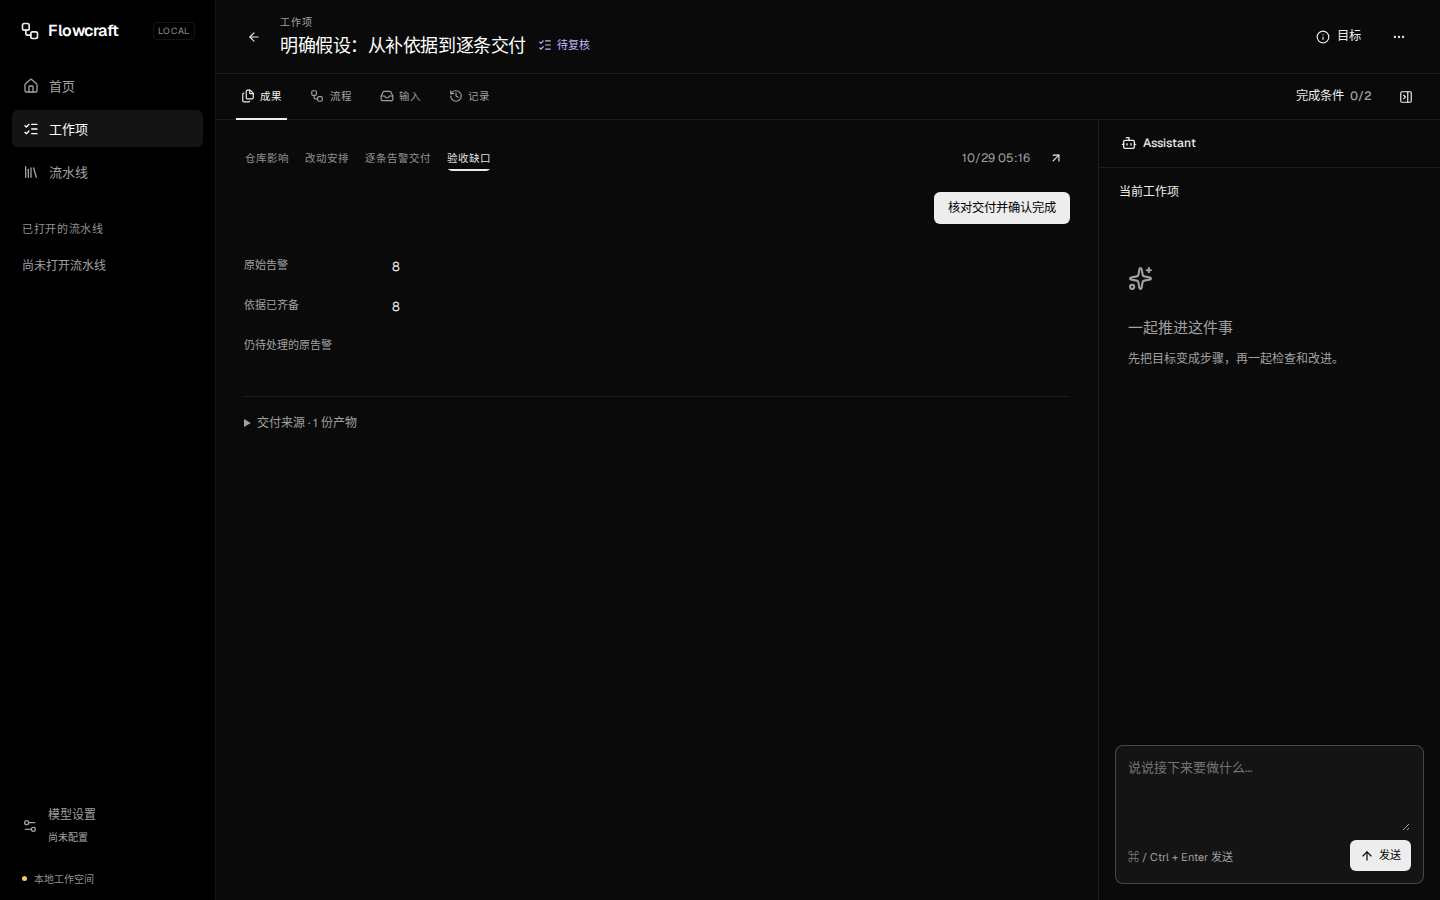 Flowcraft
LOCAL
首页
工作项
流水线
已打开的流水线
尚未打开流水线
模型设置
尚未配置
本地工作空间
工作项
明确假设：从补依据到逐条交付
待复核
目标
成果
流程
输入
记录
完成条件 0/2
仓库影响
改动安排
逐条告警交付
验收缺口
10/29 05:16
核对交付并确认完成
原始告警 8
依据已齐备 8
仍待处理的原告警
交付来源 · 1 份产物
Assistant
当前工作项
一起推进这件事
先把目标变成步骤，再一起检查和改进。
说说接下来要做什么...
⌘ / Ctrl + Enter 发送
发送